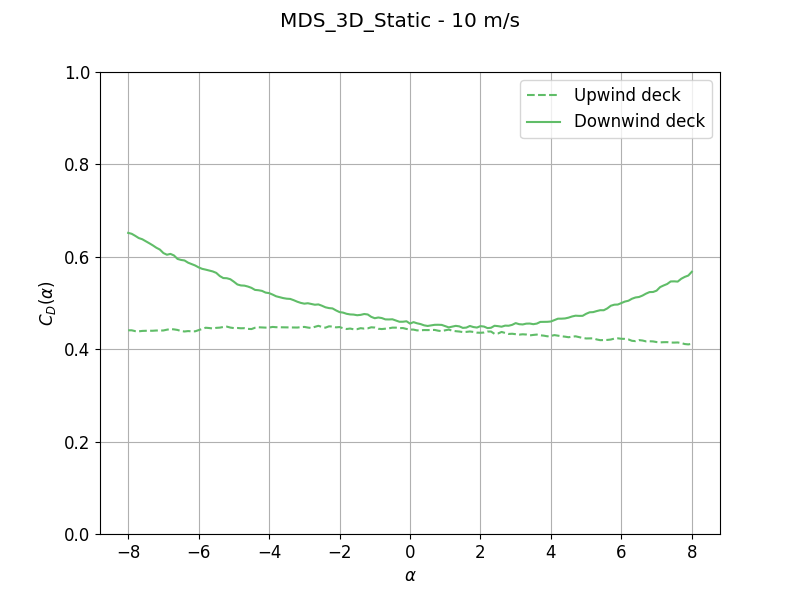 MDS_3D_Static - 10 m/s
Upwind deck
Downwind deck
1.0
0.8
0.6
0.4
0.2
0.0
C_D(α)
−8 −6 −4 −2 0 2 4 6 8
α